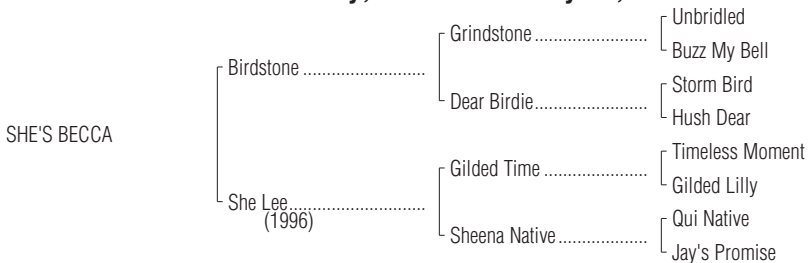 Unbridled
Grindstone
Buzz My Bell
Birdstone
Storm Bird
Dear Birdie
Hush Dear
SHE'S BECCA
Timeless Moment
Gilded Time
Gilded Lilly
She Lee
(1996)
Qui Native
Sheena Native
Jay's Promise